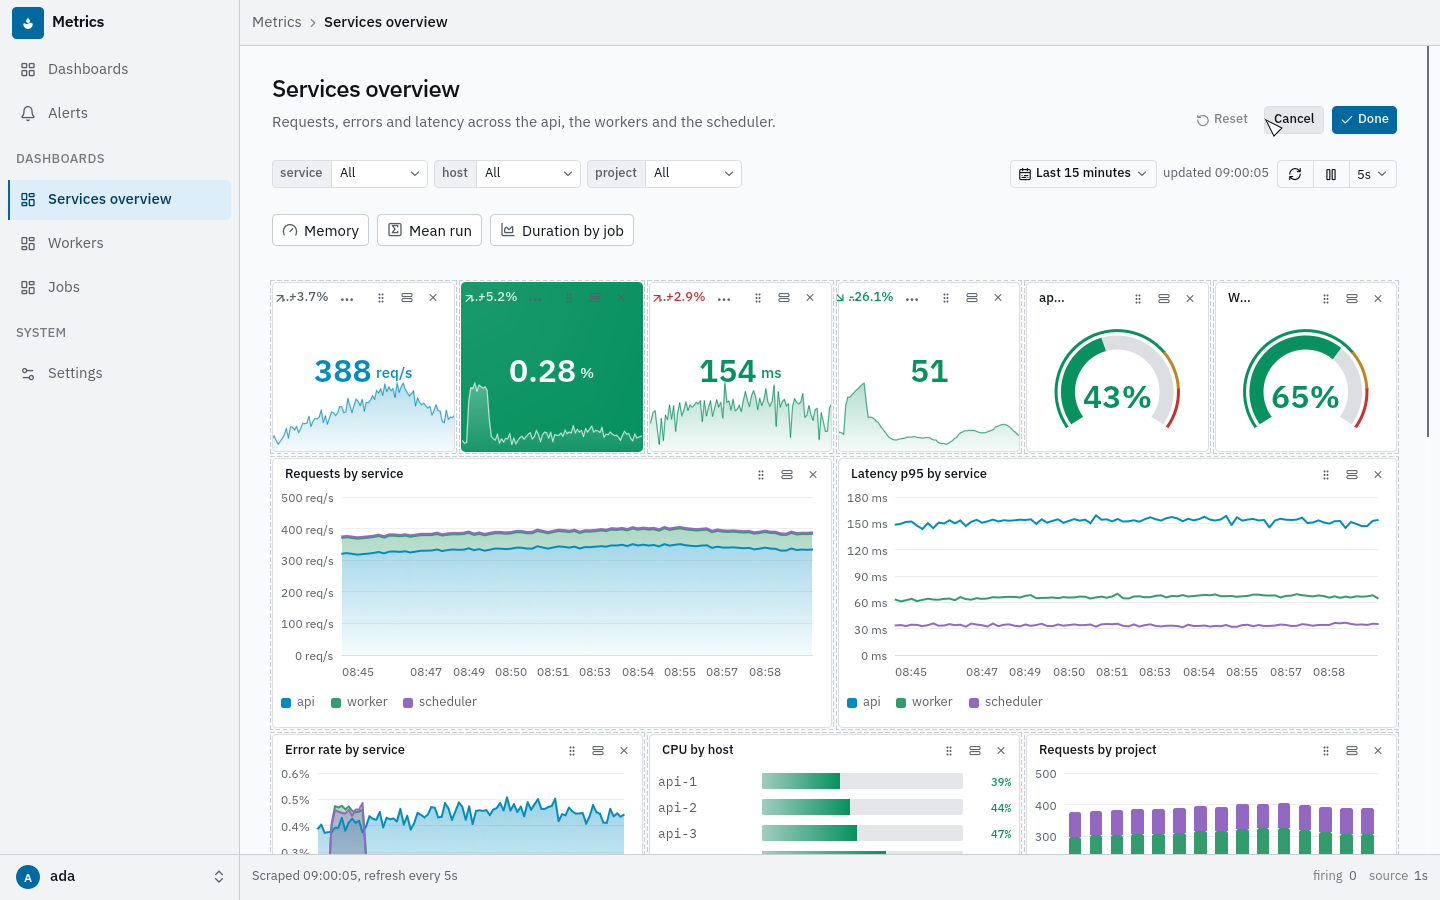 Metrics
Metrics > Services overview
Dashboards
Alerts
DASHBOARDS
Services overview
Workers
Jobs
SYSTEM
Settings
Services overview
Requests, errors and latency across the api, the workers and the scheduler.
Reset Cancel Done
service All host All project All
Last 15 minutes updated 09:00:05 5s
Memory Mean run Duration by job
+3.7% +5.2% +2.9% -26.1% ap... W...
388 req/s 0.28 % 154 ms 51 43% 65%
Requests by service
500 req/s
400 req/s
300 req/s
200 req/s
100 req/s
0 req/s
08:45 08:47 08:49 08:50 08:51 08:53 08:54 08:55 08:57 08:58
api worker scheduler
Latency p95 by service
180 ms
150 ms
120 ms
90 ms
60 ms
30 ms
0 ms
08:45 08:47 08:49 08:50 08:51 08:53 08:54 08:55 08:57 08:58
api worker scheduler
Error rate by service
0.6%
0.5%
0.4%
0.3%
CPU by host
api-1 39%
api-2 44%
api-3 47%
Requests by project
500
400
300
A ada
Scraped 09:00:05, refresh every 5s
firing 0 source 1s